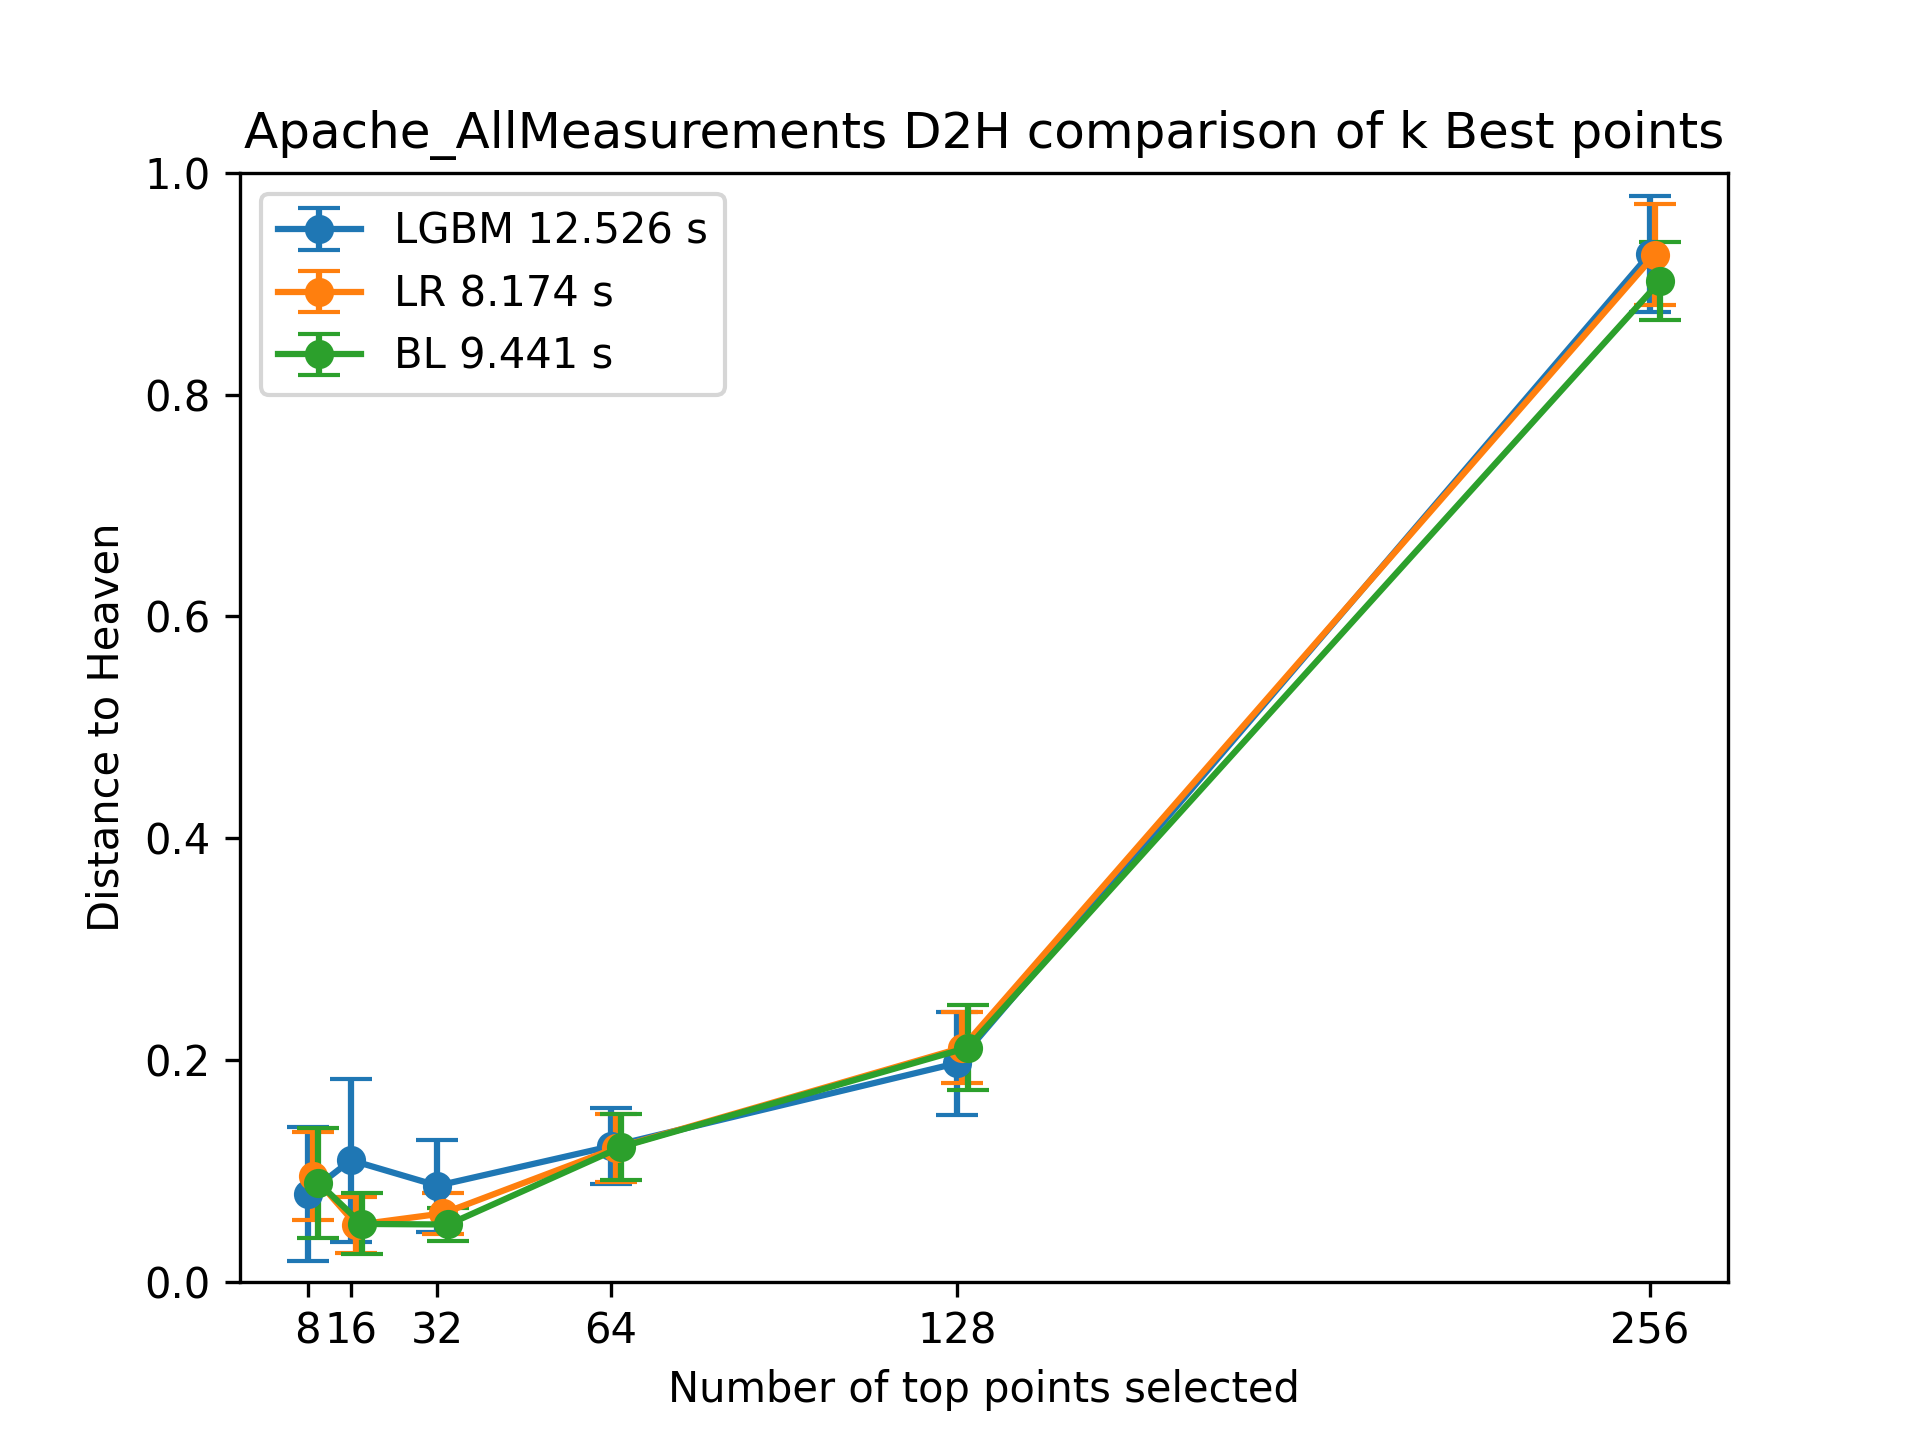 Apache_AllMeasurements D2H comparison of k Best points
1.0
0.8
0.6
0.4
0.2
0.0
Distance to Heaven
LGBM 12.526 s
LR 8.174 s
BL 9.441 s
8 16 32 64 128 256
Number of top points selected